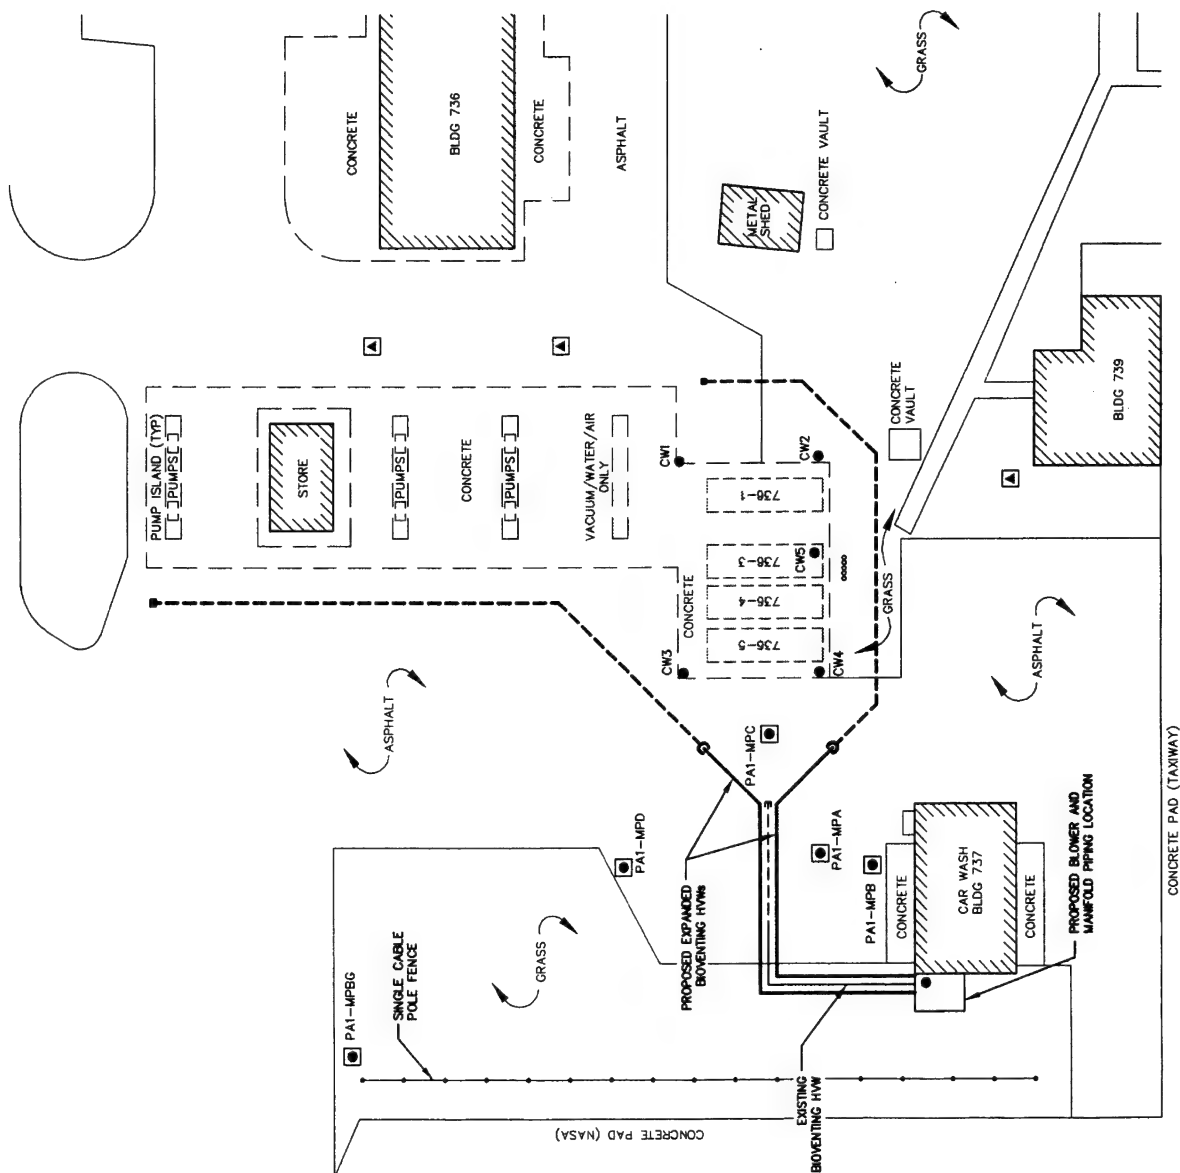 GRASS
CONCRETE
BLDG 736
CONCRETE
ASPHALT
METAL
SHED
CONCRETE VAULT
PUMP ISLAND (TYP)
PUMPS
STORE
PUMPS
CONCRETE
PUMPS
VACUUM/WATER/AIR
ONLY
CONCRETE
VAULT
BLDG 739
CW1
CW2
736-1
736-3
CW5
736-4
736-5
CONCRETE
CW3
CW4
GRASS
ASPHALT
ASPHALT
PA1-MPC
PA1-MPD
PA1-MPA
PA1-MPB
PROPOSED EXPANDED
BIOVENTING HVWs
CONCRETE
CAR WASH
BLDG 737
CONCRETE
PROPOSED BLOWER AND
MANIFOLD PIPING LOCATION
CONCRETE PAD (TAXIWAY)
GRASS
PA1-MPBG
SINGLE CABLE
POLE FENCE
EXISTING
BIOVENTING HVW
CONCRETE PAD (NASA)